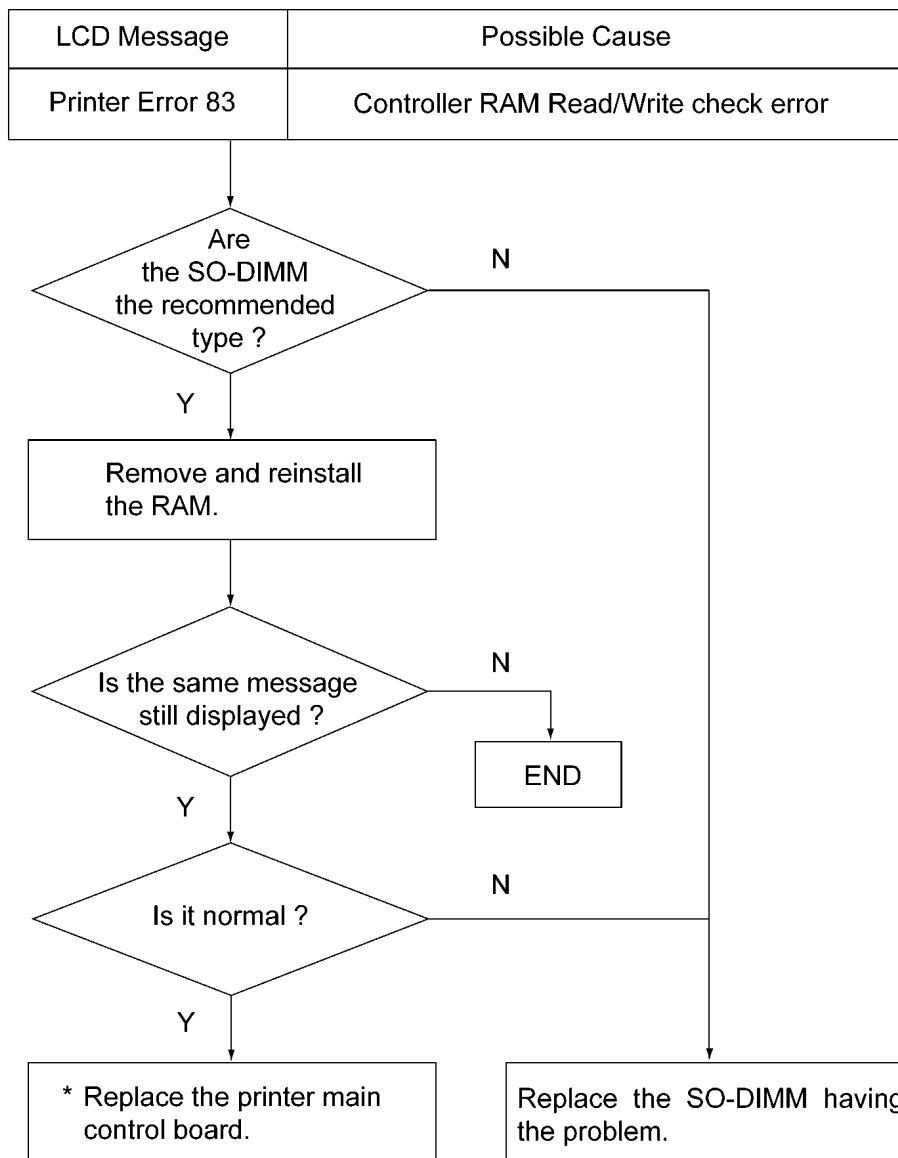 LCD Message
Possible Cause
Printer Error 83
Controller RAM Read/Write check error
Are
the SO-DIMM
the recommended
type ?
N
Y
Remove and reinstall
the RAM.
Is the same message
still displayed ?
N
END
Y
Is it normal ?
N
Y
* Replace the printer main
control board.
Replace the SO-DIMM having
the problem.